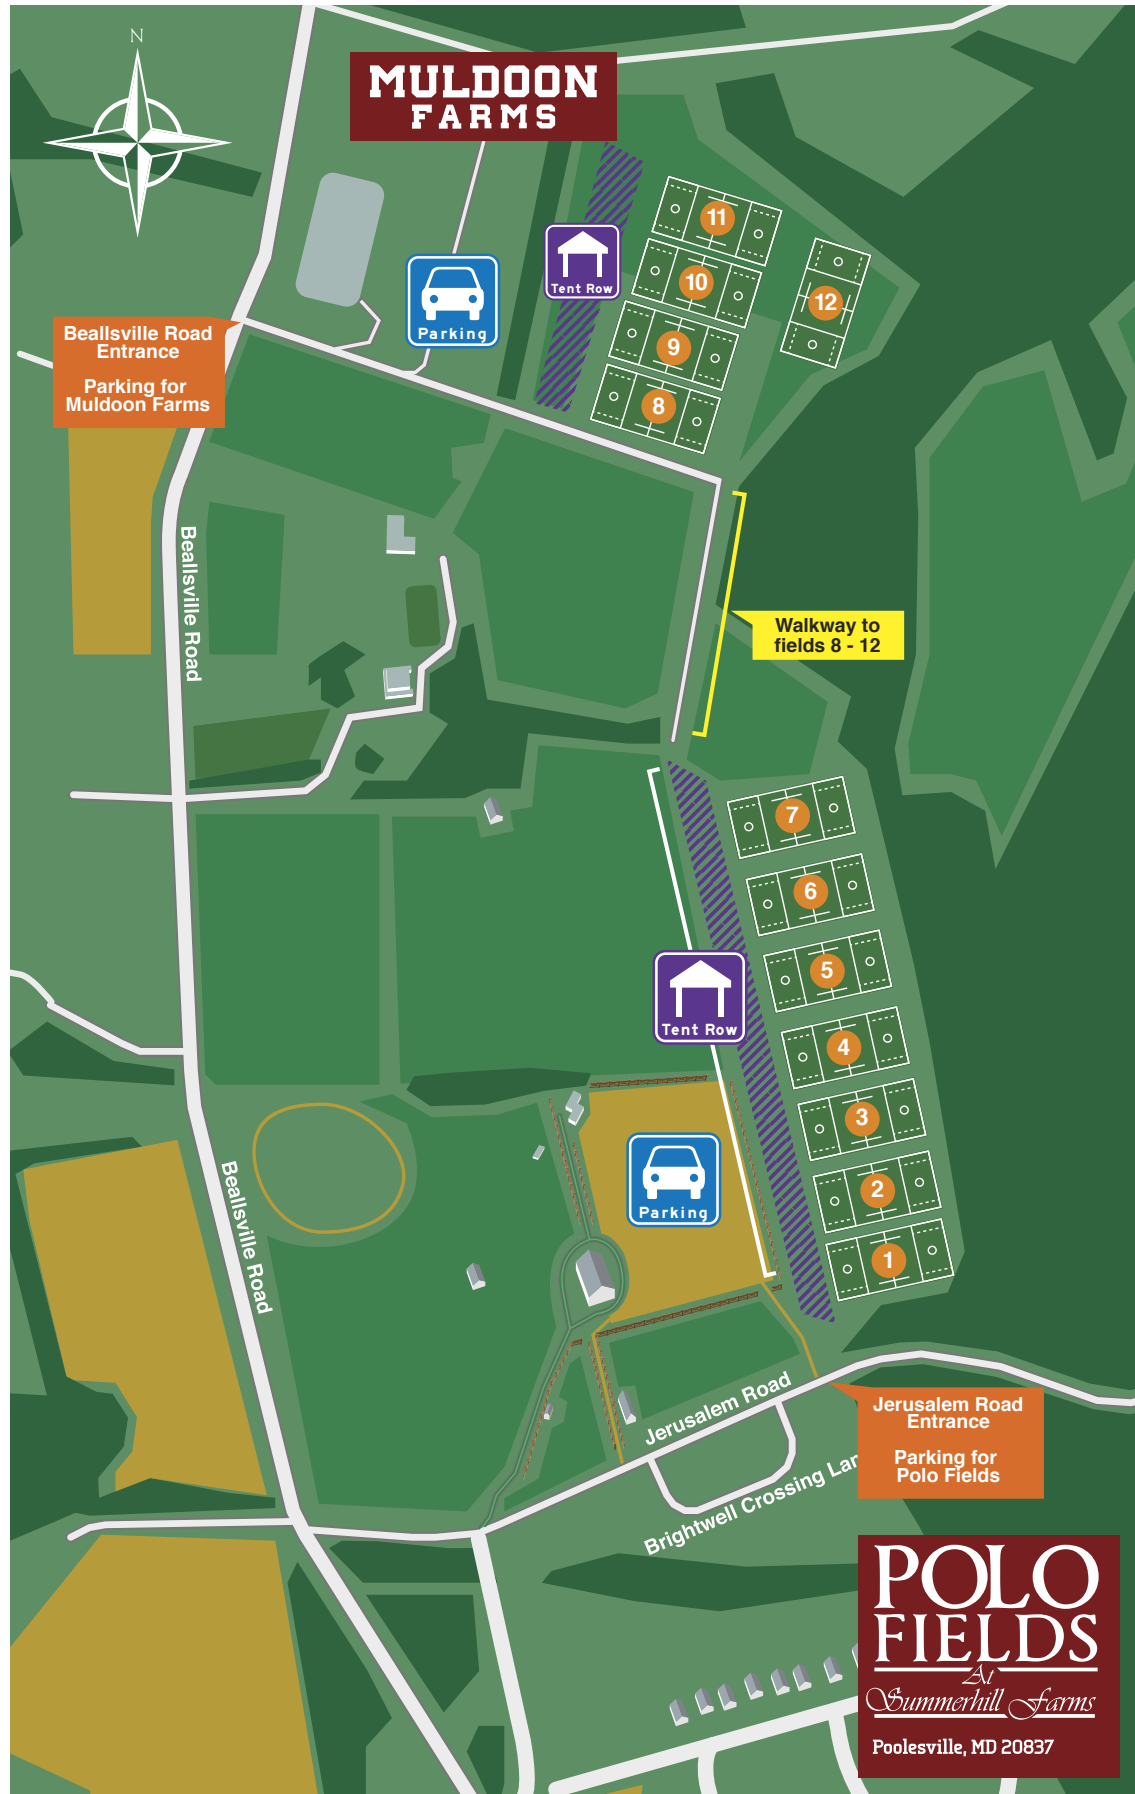 N
MULDOON
FARMS
11
10
12
9
8
Tent Row
Parking
Beallsville Road
Entrance
Parking for
Muldoon Farms
Beallsville Road
Walkway to
fields 8 - 12
7
6
5
4
3
2
1
Tent Row
Parking
Beallsville Road
Jerusalem Road
Jerusalem Road
Entrance
Parking for
Polo Fields
Brightwell Crossing
POLO
FIELDS
At
Summerhill Farms
Poolesville, MD 20837